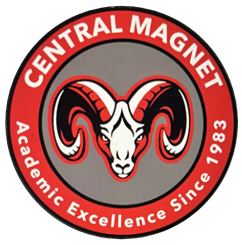 CENTRAL MAGNET
Academic Excellence Since 1983